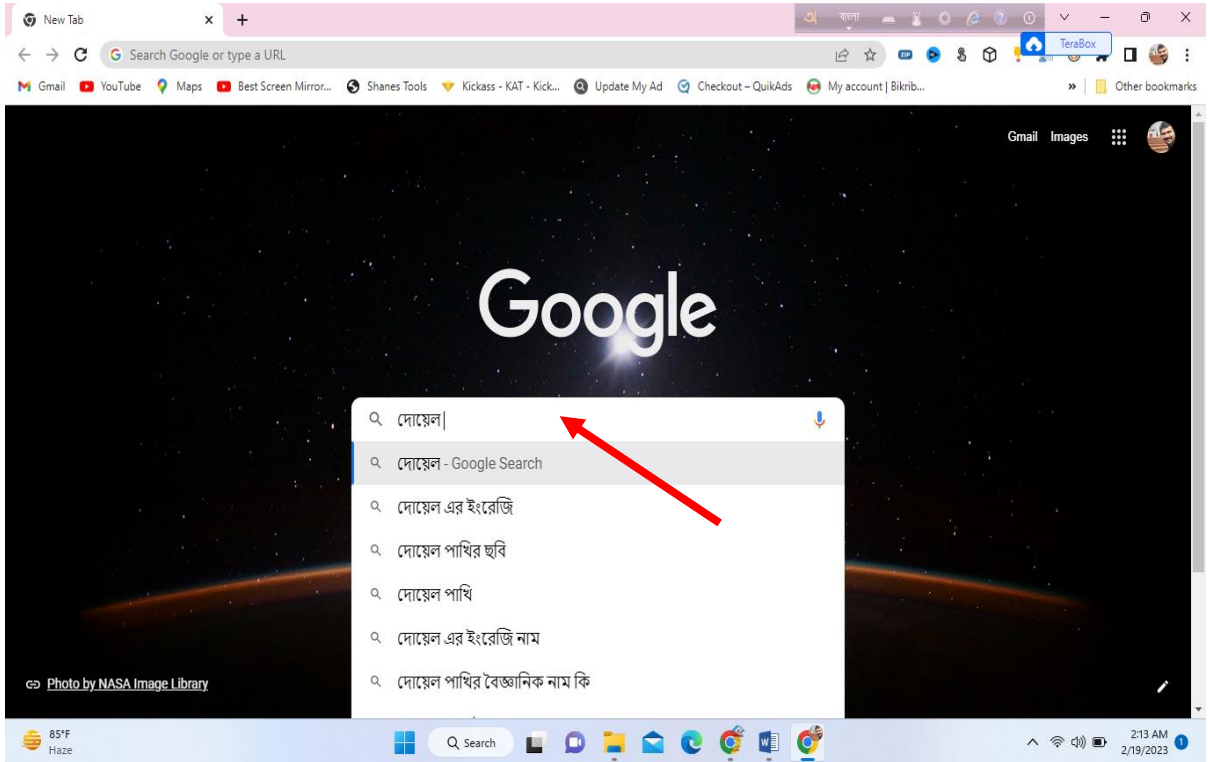 New Tab
বাংলা
Search Google or type a URL
ZIP
TeraBox
Gmail YouTube Maps Best Screen Mirror... Shanes Tools Kickass - KAT - Kick... Update My Ad Checkout – QuikAds My account | Bikrib... » Other bookmarks
Gmail Images
Google
দোয়েল
দোয়েল - Google Search
দোয়েল এর ইংরেজি
দোয়েল পাখির ছবি
দোয়েল পাখি
দোয়েল এর ইংরেজি নাম
দোয়েল পাখির বৈজ্ঞানিক নাম কি
Photo by NASA Image Library
85°F
Haze
Search
2:13 AM
2/19/2023
1